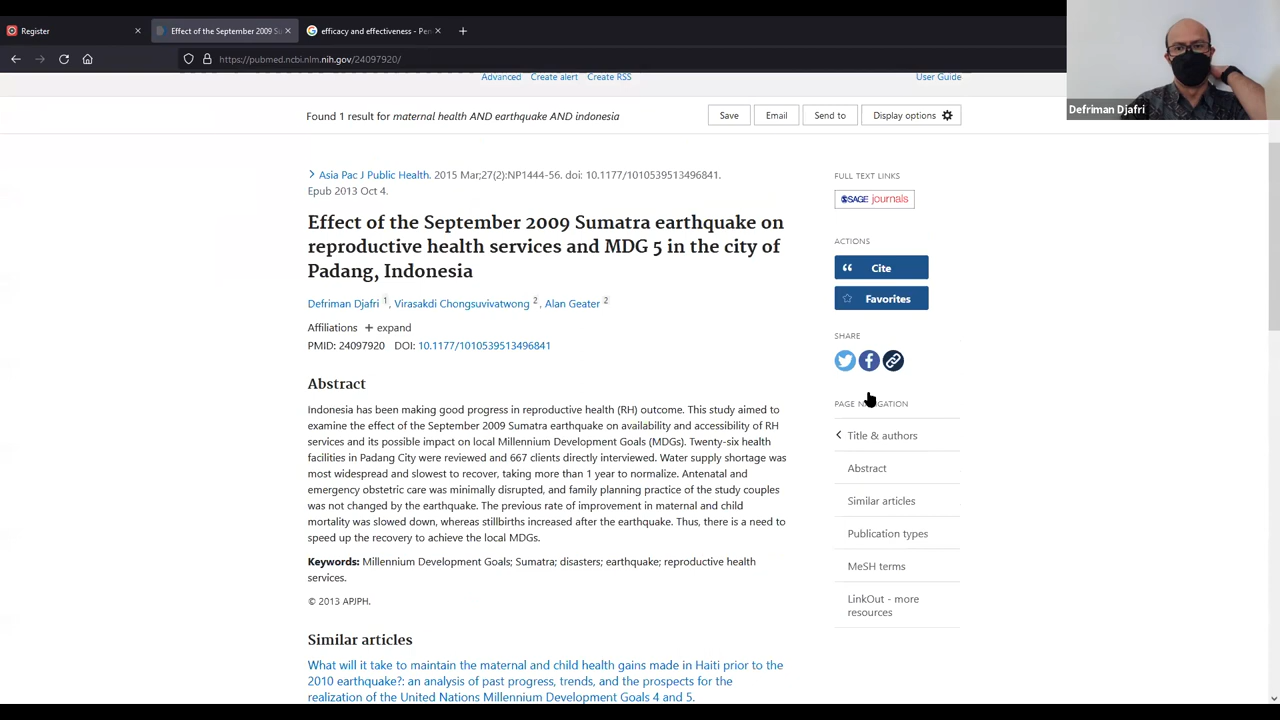 Register
Effect of the September 2009 Su
efficacy and effectiveness - Pen
https://pubmed.ncbi.nlm.nih.gov/24097920/
Advanced Create alert Create RSS
User Guide
Defriman Djafri
Found 1 result for maternal health AND earthquake AND indonesia
Save
Email
Send to
Display options
Asia Pac J Public Health. 2015 Mar;27(2):NP1444-56. doi: 10.1177/1010539513496841.
Epub 2013 Oct 4.
Effect of the September 2009 Sumatra earthquake on
reproductive health services and MDG 5 in the city of
Padang, Indonesia
Defriman Djafri 1, Virasakdi Chongsuvivatwong 2, Alan Geater 2
Affiliations + expand
PMID: 24097920 DOI: 10.1177/1010539513496841
Abstract
Indonesia has been making good progress in reproductive health (RH) outcome. This study aimed to
examine the effect of the September 2009 Sumatra earthquake on availability and accessibility of RH
services and its possible impact on local Millennium Development Goals (MDGs). Twenty-six health
facilities in Padang City were reviewed and 667 clients directly interviewed. Water supply shortage was
most widespread and slowest to recover, taking more than 1 year to normalize. Antenatal and
emergency obstetric care was minimally disrupted, and family planning practice of the study couples
was not changed by the earthquake. The previous rate of improvement in maternal and child
mortality was slowed down, whereas stillbirths increased after the earthquake. Thus, there is a need to
speed up the recovery to achieve the local MDGs.
Keywords: Millennium Development Goals; Sumatra; disasters; earthquake; reproductive health
services.
© 2013 APJPH.
Similar articles
What will it take to maintain the maternal and child health gains made in Haiti prior to the
2010 earthquake?: an analysis of past progress, trends, and the prospects for the
realization of the United Nations Millennium Development Goals 4 and 5.
FULL TEXT LINKS
SAGE journals
ACTIONS
Cite
Favorites
SHARE
PAGE NAVIGATION
Title & authors
Abstract
Similar articles
Publication types
MeSH terms
LinkOut - more
resources